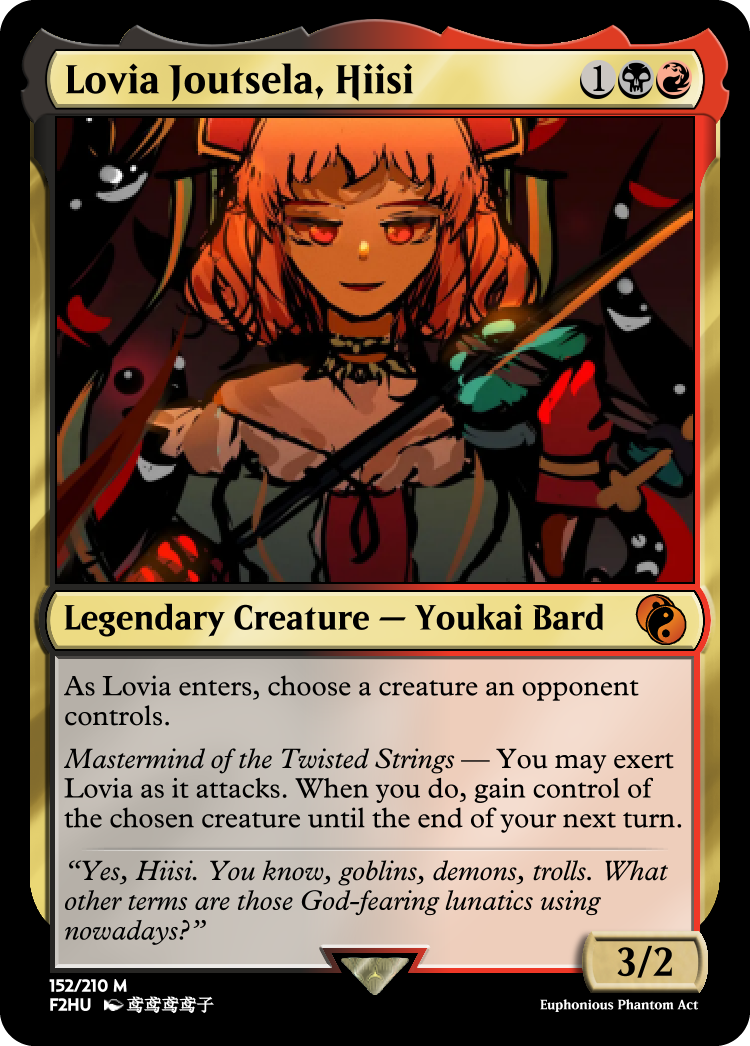 Lovia Joutsela, Hiisi
1
Legendary Creature — Youkai Bard
As Lovia enters, choose a creature an opponent
controls.
Mastermind of the Twisted Strings — You may exert
Lovia as it attacks. When you do, gain control of
the chosen creature until the end of your next turn.
“Yes, Hiisi. You know, goblins, demons, trolls. What
other terms are those God-fearing lunatics using
nowadays?”
3/2
152/210 M
F2HU 鸢鸢鸢鸢子
Euphonious Phantom Act